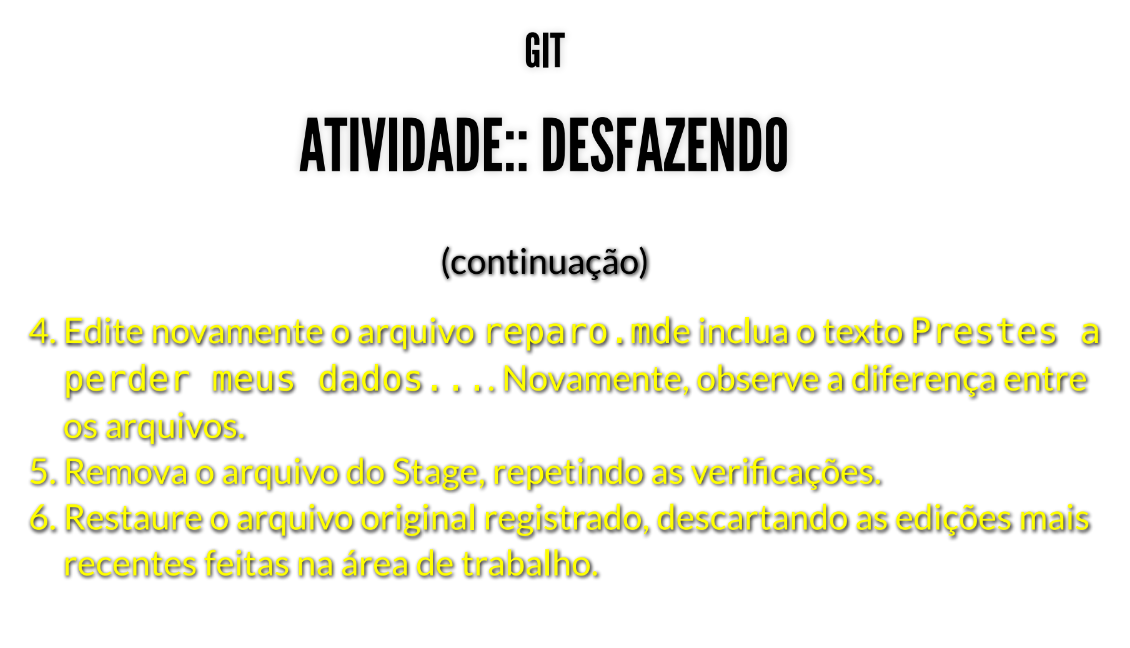 GIT
ATIVIDADE:: DESFAZENDO
(continuação)
4. Edite novamente o arquivo reparo.mde inclua o texto Prestes a
perder meus dados.... Novamente, observe a diferença entre
os arquivos.
5. Remova o arquivo do Stage, repetindo as verificações.
6. Restaure o arquivo original registrado, descartando as edições mais
recentes feitas na área de trabalho.